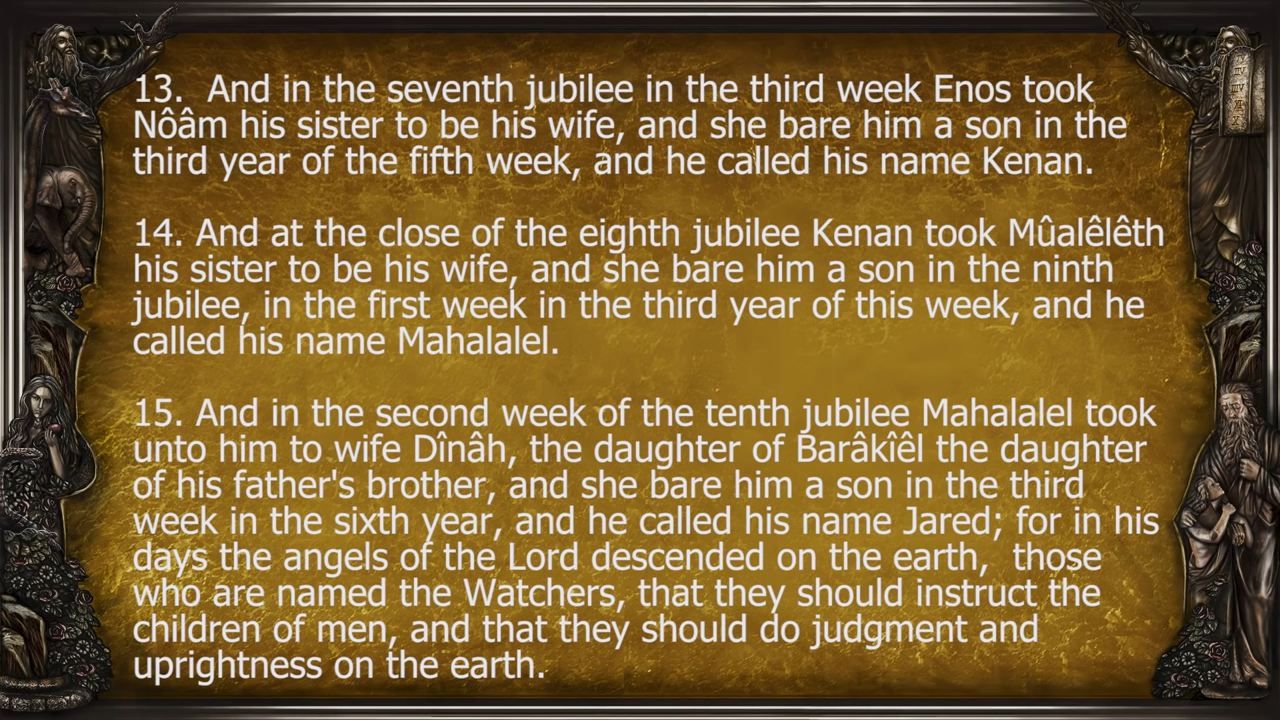 13.  And in the seventh jubilee in the third week Enos took
Nôâm his sister to be his wife, and she bare him a son in the
third year of the fifth week, and he called his name Kenan.
14. And at the close of the eighth jubilee Kenan took Mûalêlêth
his sister to be his wife, and she bare him a son in the ninth
jubilee, in the first week in the third year of this week, and he
called his name Mahalalel.
15. And in the second week of the tenth jubilee Mahalalel took
unto him to wife Dînâh, the daughter of Barâkîêl the daughter
of his father's brother, and she bare him a son in the third
week in the sixth year, and he called his name Jared; for in his
days the angels of the Lord descended on the earth,  those
who are named the Watchers, that they should instruct the
children of men, and that they should do judgment and
uprightness on the earth.